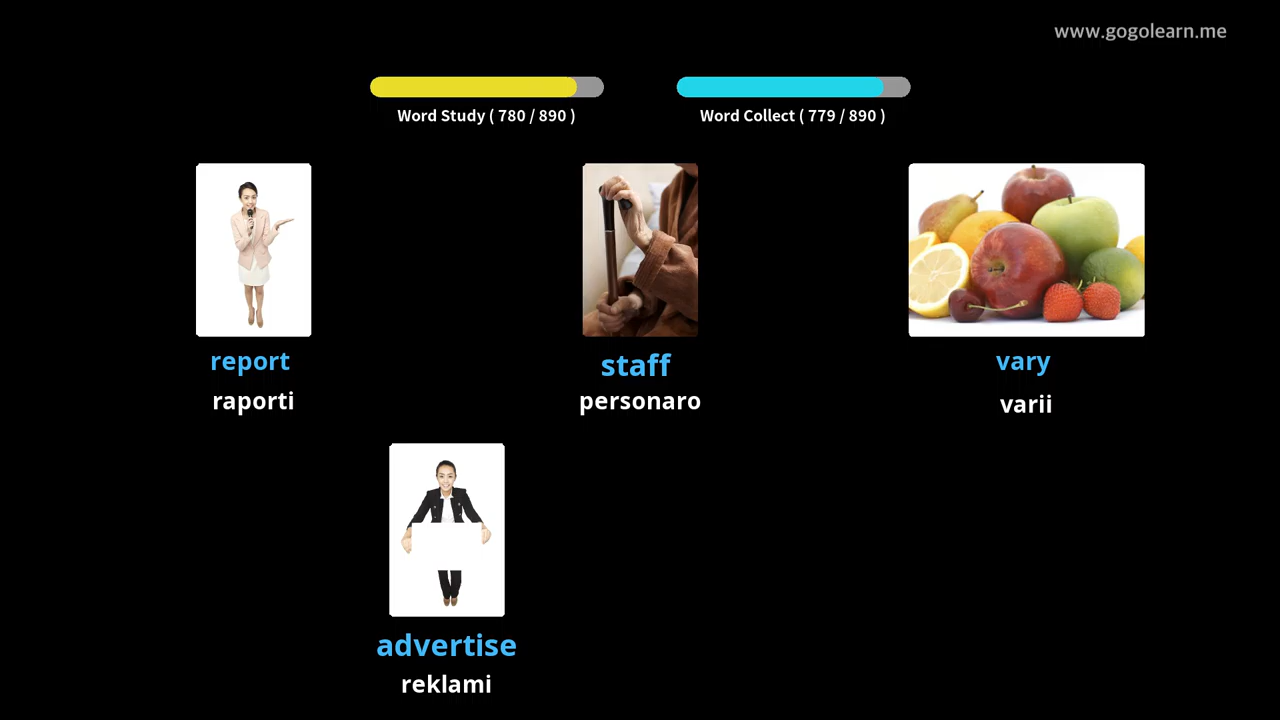 www.gogolearn.me
Word Study ( 780 / 890 )
Word Collect ( 779 / 890 )
report
raporti
staff
personaro
vary
varii
advertise
reklami